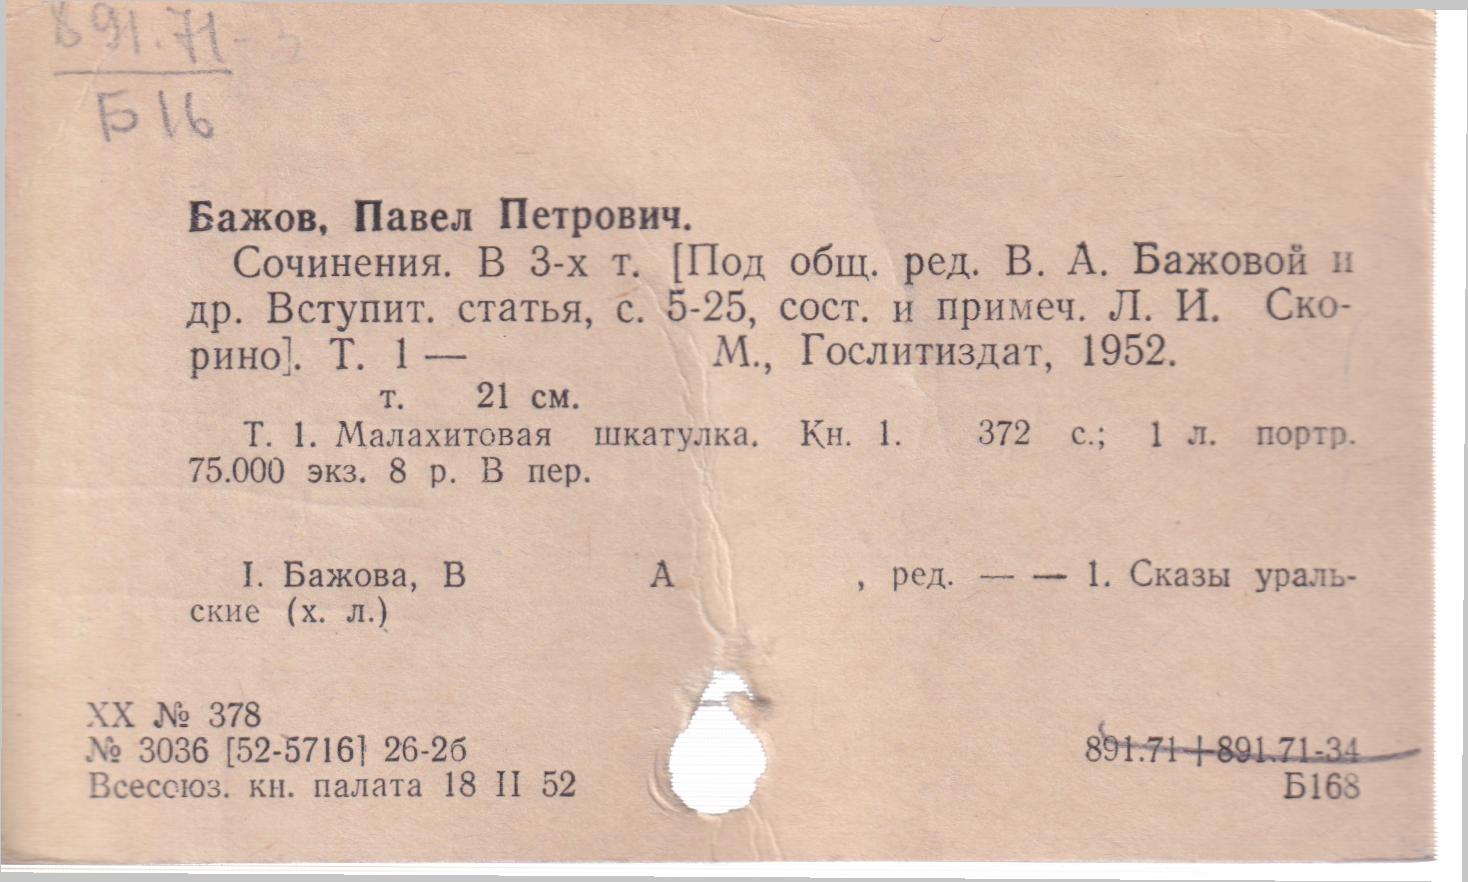 891.71-3
Б16
Бажов, Павел Петрович.
Сочинения. В 3-х т. [Под общ. ред. В. А. Бажовой и
др. Вступит. статья, с. 5-25, сост. и примеч. Л. И. Ско-
рино]. Т. 1 — М., Гослитиздат, 1952.
т. 21 см.
Т. 1. Малахитовая шкатулка. Кн. 1. 372 с.; 1 л. портр.
75.000 экз. 8 р. В пер.
I. Бажова, В А , ред. — — 1. Сказы ураль-
ские (х. л.)
XX № 378
№ 3036 [52-5716] 26-2б
891.71+891.71-34
Всесоюз. кн. палата 18 II 52
Б168